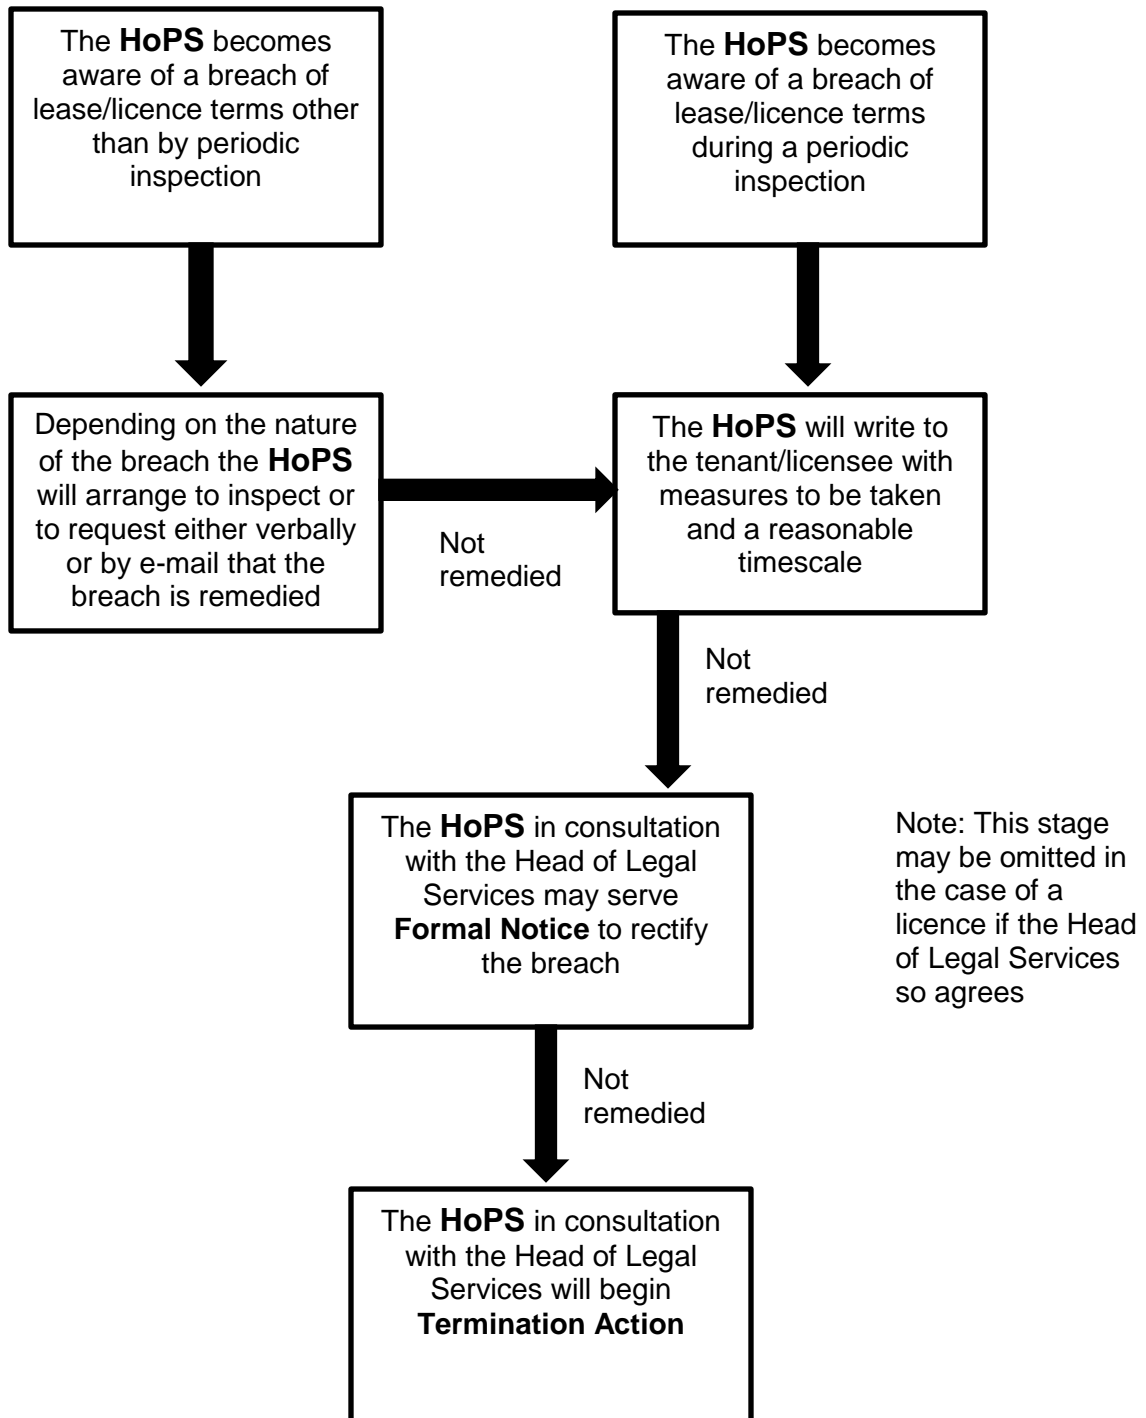 The HoPS becomes
aware of a breach of
lease/licence terms other
than by periodic
inspection
The HoPS becomes
aware of a breach of
lease/licence terms
during a periodic
inspection
Depending on the nature
of the breach the HoPS
will arrange to inspect or
to request either verbally
or by e-mail that the
breach is remedied
Not
remedied
The HoPS will write to
the tenant/licensee with
measures to be taken
and a reasonable
timescale
Not
remedied
The HoPS in consultation
with the Head of Legal
Services may serve
Formal Notice to rectify
the breach
Note: This stage
may be omitted in
the case of a
licence if the Head
of Legal Services
so agrees
Not
remedied
The HoPS in consultation
with the Head of Legal
Services will begin
Termination Action